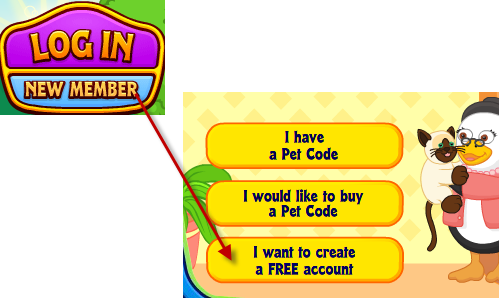 LOG IN
NEW MEMBER
I have
a Pet Code
I would like to buy
a Pet Code
I want to create
a FREE account